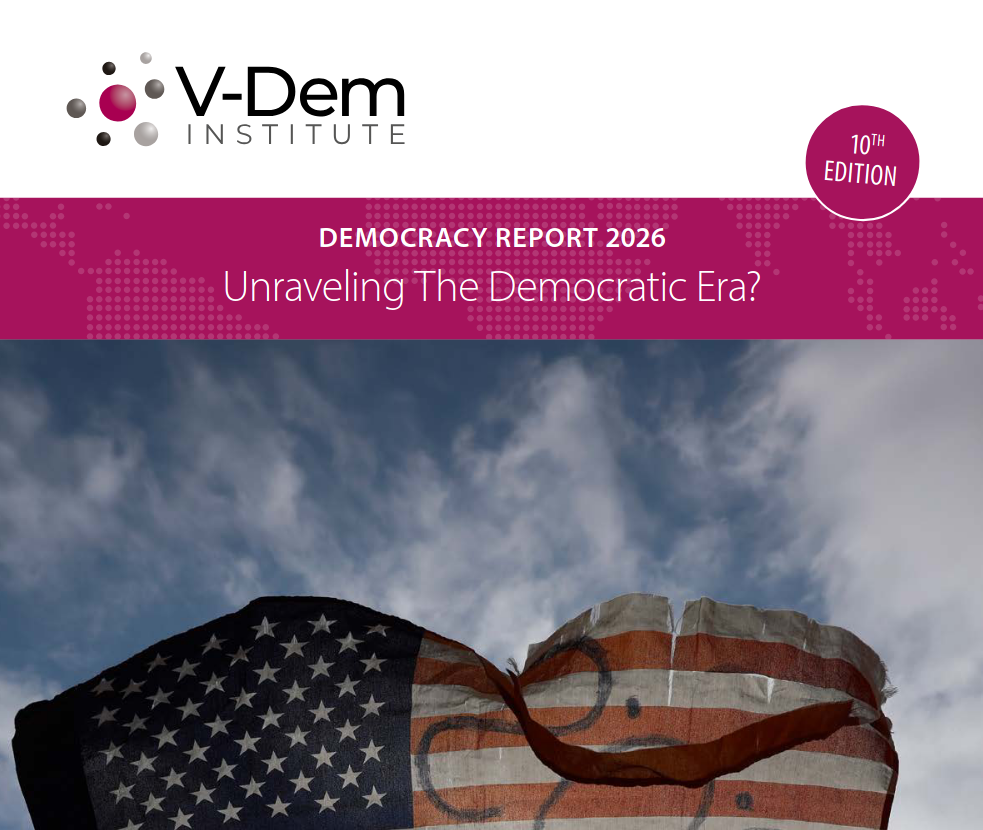 V-Dem
INSTITUTE
10TH
EDITION
DEMOCRACY REPORT 2026
Unraveling The Democratic Era?